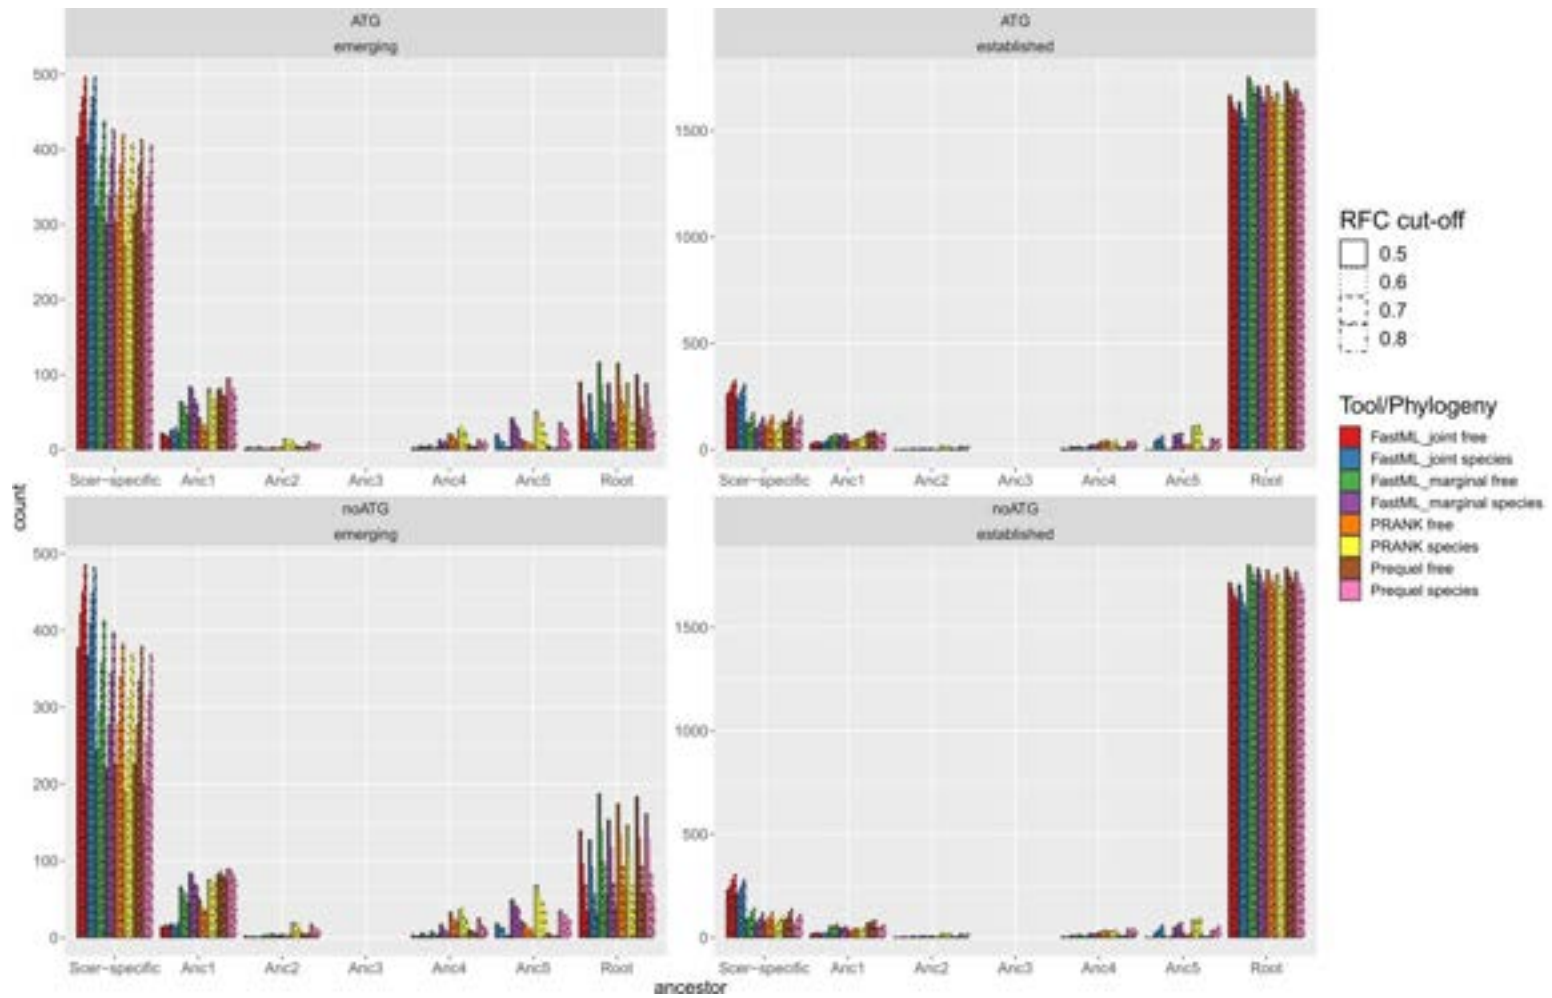 ATG
emerging
ATG
established
500
400
300
200
100
0
1500
1000
500
0
Scer-specific Anc1 Anc2 Anc3 Anc4 Anc5 Root
Scer-specific Anc1 Anc2 Anc3 Anc4 Anc5 Root
noATG
emerging
noATG
established
500
400
300
200
100
0
1500
1000
500
0
Scer-specific Anc1 Anc2 Anc3 Anc4 Anc5 Root
Scer-specific Anc1 Anc2 Anc3 Anc4 Anc5 Root
count
ancestor
RFC cut-off
0.5
0.6
0.7
0.8
Tool/Phylogeny
FastML_joint free
FastML_joint species
FastML_marginal free
FastML_marginal species
PRANK free
PRANK species
Prequel free
Prequel species